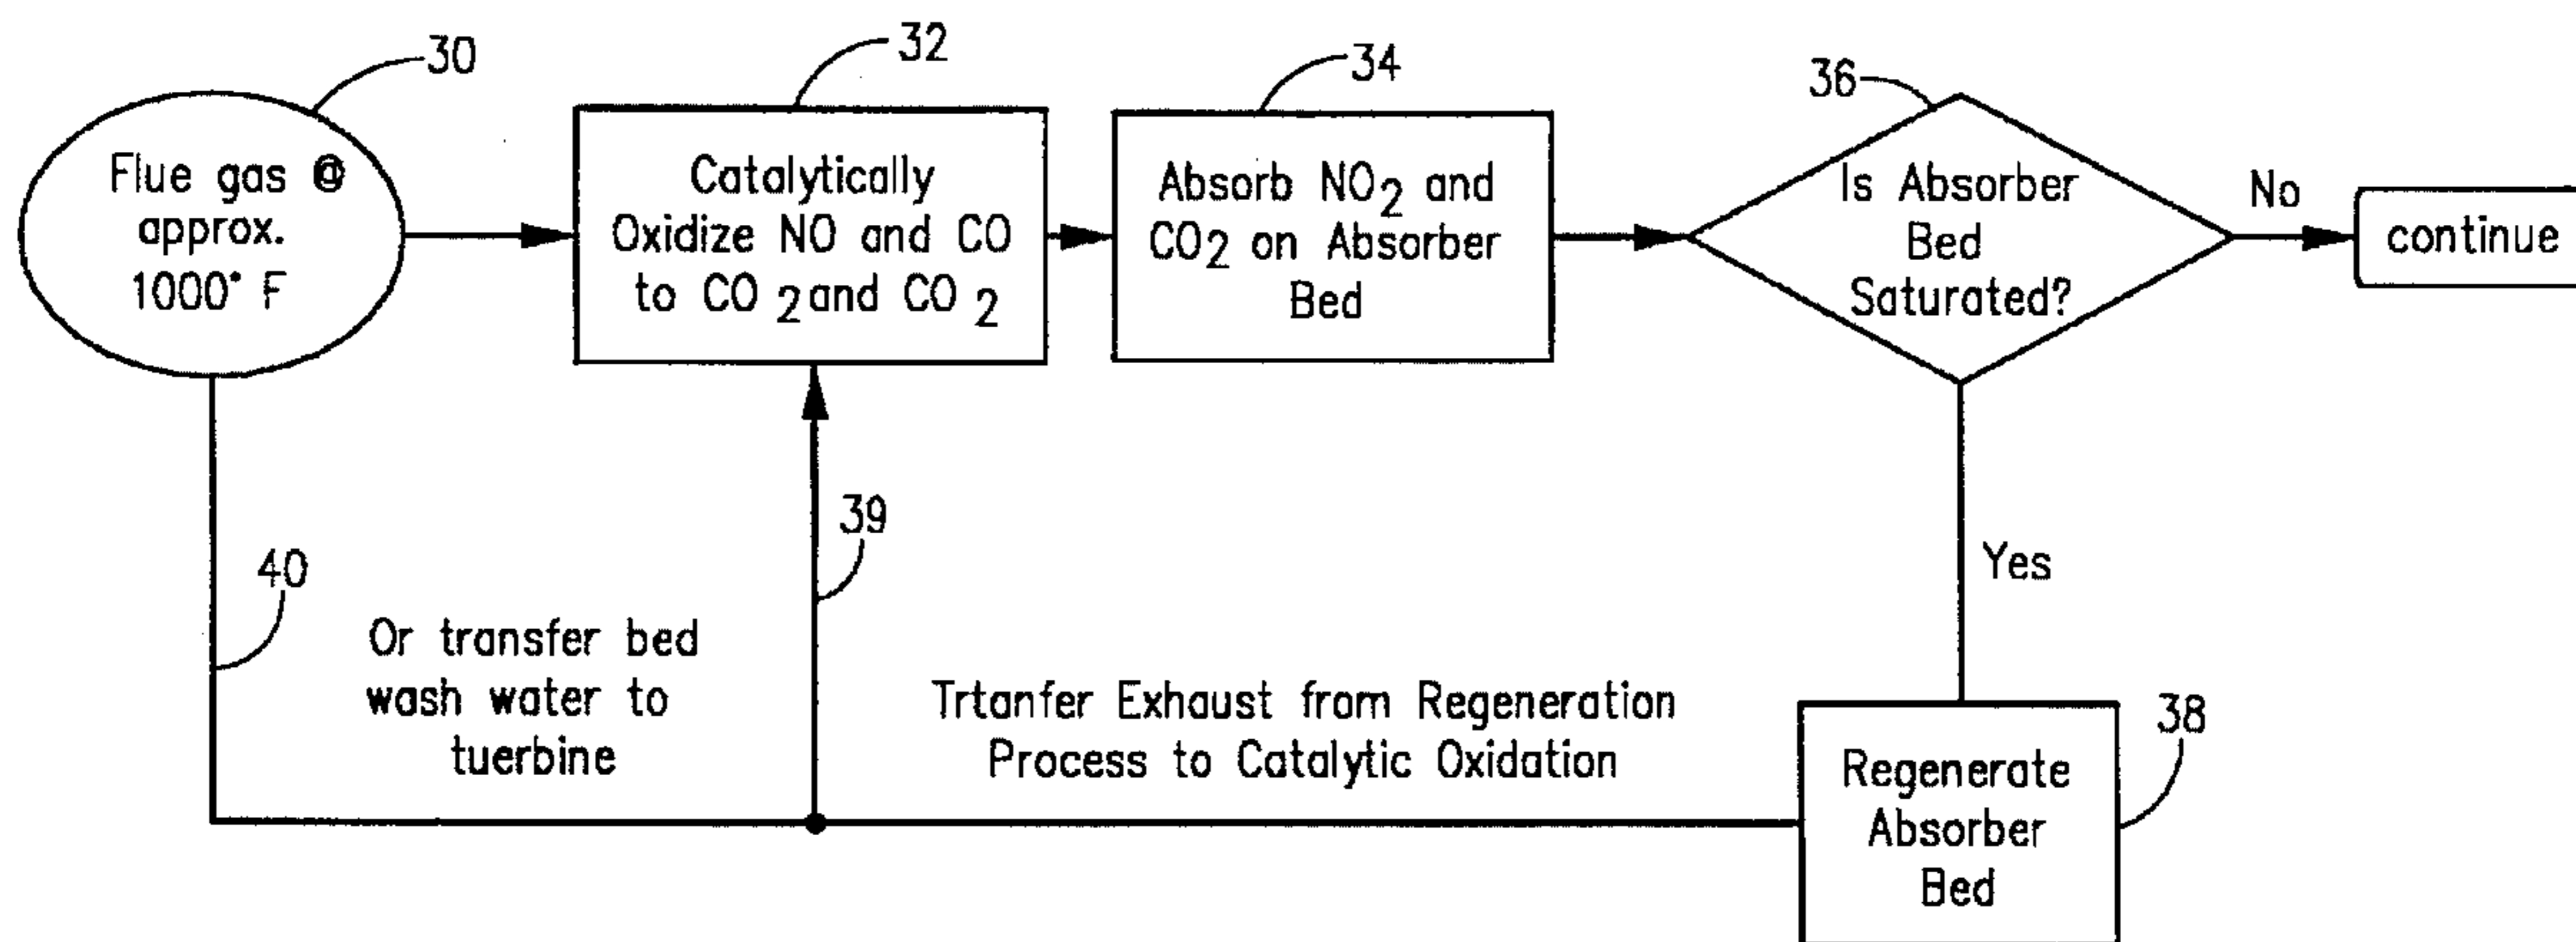 30
Flue gas @
approx.
1000° F
32
Catalytically
Oxidize NO and CO
to CO 2 and CO 2
34
Absorb NO2 and
CO2 on Absorber
Bed
36
Is Absorber
Bed
Saturated?
No
continue
Yes
38
Regenerate
Absorber
Bed
39
Trtanfer Exhaust from Regeneration
Process to Catalytic Oxidation
40
Or transfer bed
wash water to
tuerbine